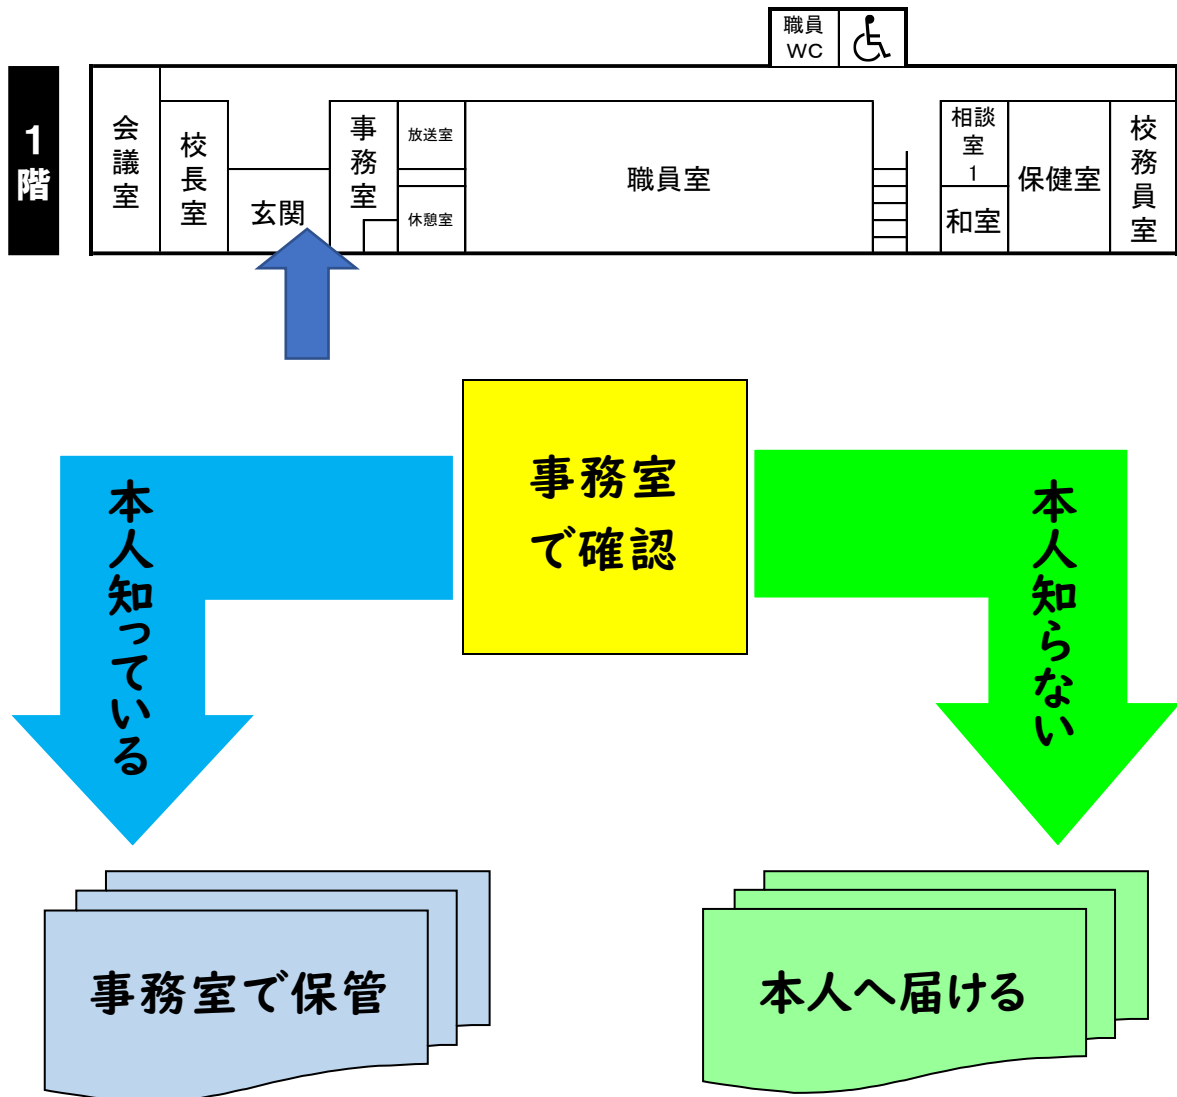 職員
WC
1階
会議室
校長室
玄関
事務室
放送室
休憩室
職員室
相談室1
和室
保健室
校務員室
事務室
で確認
本人知っている
本人知らない
事務室で保管
本人へ届ける